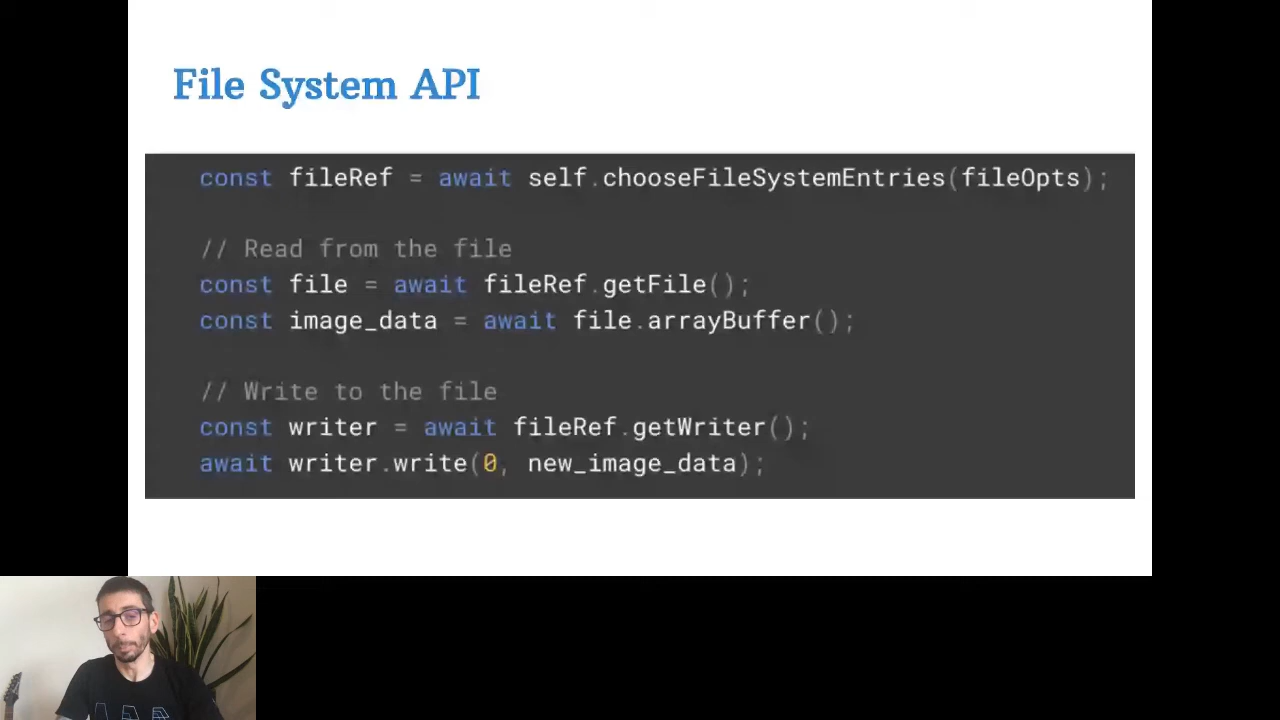 File System API
const fileRef = await self.chooseFileSystemEntries(fileOpts);
// Read from the file
const file = await fileRef.getFile();
const image_data = await file.arrayBuffer();
// Write to the file
const writer = await fileRef.getWriter();
await writer.write(0, new_image_data);